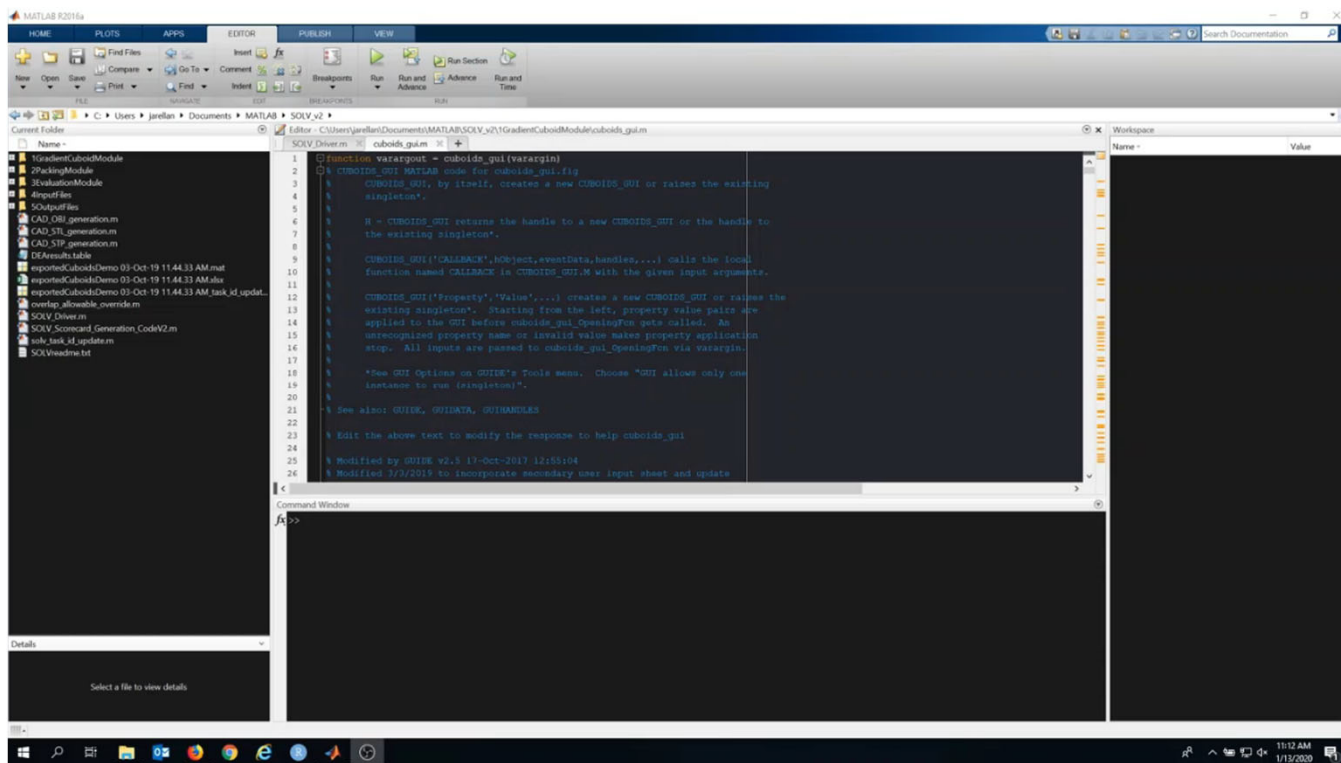 MATLAB R2016a
HOME PLOTS APPS EDITOR PUBLISH VIEW
Search Documentation
New Open Save
Find Files
Compare
Print
Go To
Find
Insert fx
Comment
Indent
Breakpoints
Run
Run and Advance
Run Section
Advance
Run and Time
FILE NAVIGATE EDIT BREAKPOINTS RUN
C: Users jarellan Documents MATLAB SOLV_v2
Current Folder
Name
1GradientCuboidModule
2PackingModule
3EvaluationModule
4InputFiles
5OutputFiles
CAD_OBJ_generation.m
CAD_STL_generation.m
CAD_STP_generation.m
DEAresults.table
exportedCuboidsDemo 03-Oct-19 11.44.33 AM.mat
exportedCuboidsDemo 03-Oct-19 11.44.33 AM.xlsx
exportedCuboidsDemo 03-Oct-19 11.44.33 AM_task_id_updat...
overlap_allowable_override.m
SOLV_Driver.m
SOLV_Scorecard_Generation_CodeV2.m
solv_task_id_update.m
SOLVreadme.txt
Details
Select a file to view details
Editor - C:\Users\jarellan\Documents\MATLAB\SOLV_v2\1GradientCuboidModule\cuboids_gui.m
SOLV_Driver.m cuboids_gui.m +
1 function varargout = cuboids_gui(varargin)
2 % CUBOIDS_GUI MATLAB code for cuboids_gui.fig
3 % CUBOIDS_GUI, by itself, creates a new CUBOIDS_GUI or raises the existing
4 % singleton*.
5 %
6 % H = CUBOIDS_GUI returns the handle to a new CUBOIDS_GUI or the handle to
7 % the existing singleton*.
8 %
9 % CUBOIDS_GUI('CALLBACK',hObject,eventData,handles,...) calls the local
10 % function named CALLBACK in CUBOIDS_GUI.M with the given input arguments.
11 %
12 % CUBOIDS_GUI('Property','Value',...) creates a new CUBOIDS_GUI or raises the
13 % existing singleton*. Starting from the left, property value pairs are
14 % applied to the GUI before cuboids_gui_OpeningFcn gets called. An
15 % unrecognized property name or invalid value makes property application
16 % stop. All inputs are passed to cuboids_gui_OpeningFcn via varargin.
17 %
18 % *See GUI Options on GUIDE's Tools menu. Choose "GUI allows only one
19 % instance to run (singleton)".
20 %
21 % See also: GUIDE, GUIDATA, GUIHANDLES
22
23 % Edit the above text to modify the response to help cuboids_gui
24
25 % Modified by GUIDE v2.5 17-Oct-2017 12:55:04
26 % Modified 7/3/2019 to incorporate secondary user input sheet and update
Command Window
fx >>
Workspace
Name Value
11:12 AM
1/13/2020